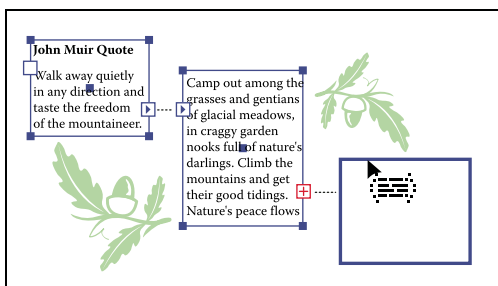 John Muir Quote
Walk away quietly
in any direction and
taste the freedom
of the mountaineer.
Camp out among the
grasses and gentians
of glacial meadows,
in craggy garden
nooks full of nature's
darlings. Climb the
mountains and get
their good tidings.
Nature's peace flows